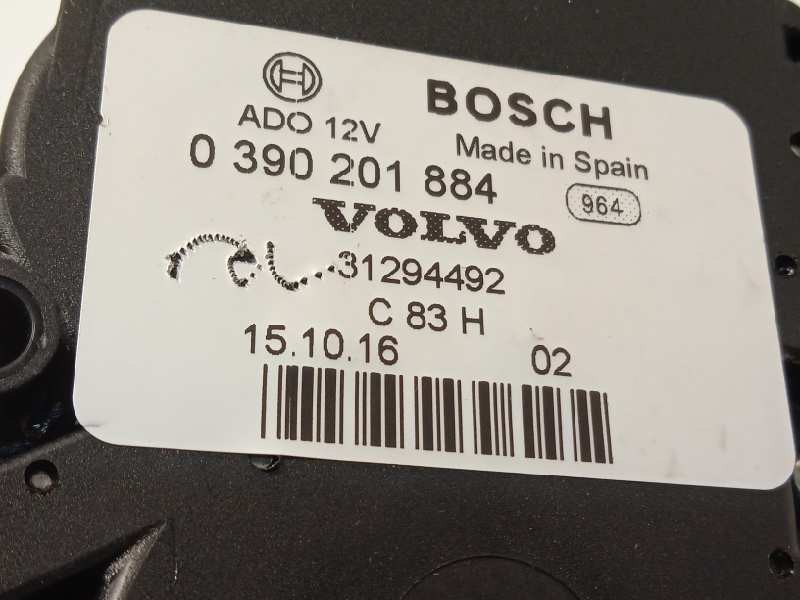 BOSCH
ADO 12V
Made in Spain
0 390 201 884
964
VOLVO
31294492
C 83 H
15.10.16 02